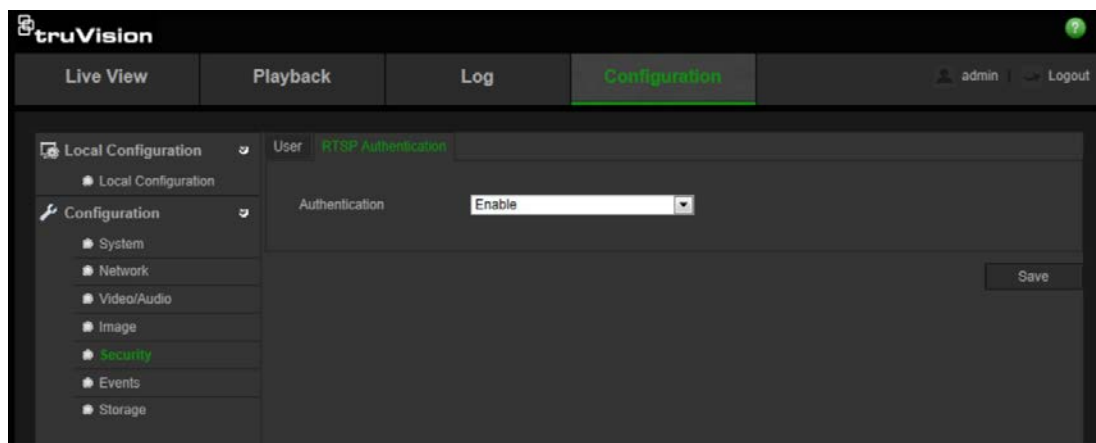 truVision
?
Live View Playback Log Configuration admin | Logout
Local Configuration
Local Configuration
Configuration
System
Network
Video/Audio
Image
Security
Events
Storage
User RTSP Authentication
Authentication Enable
Save